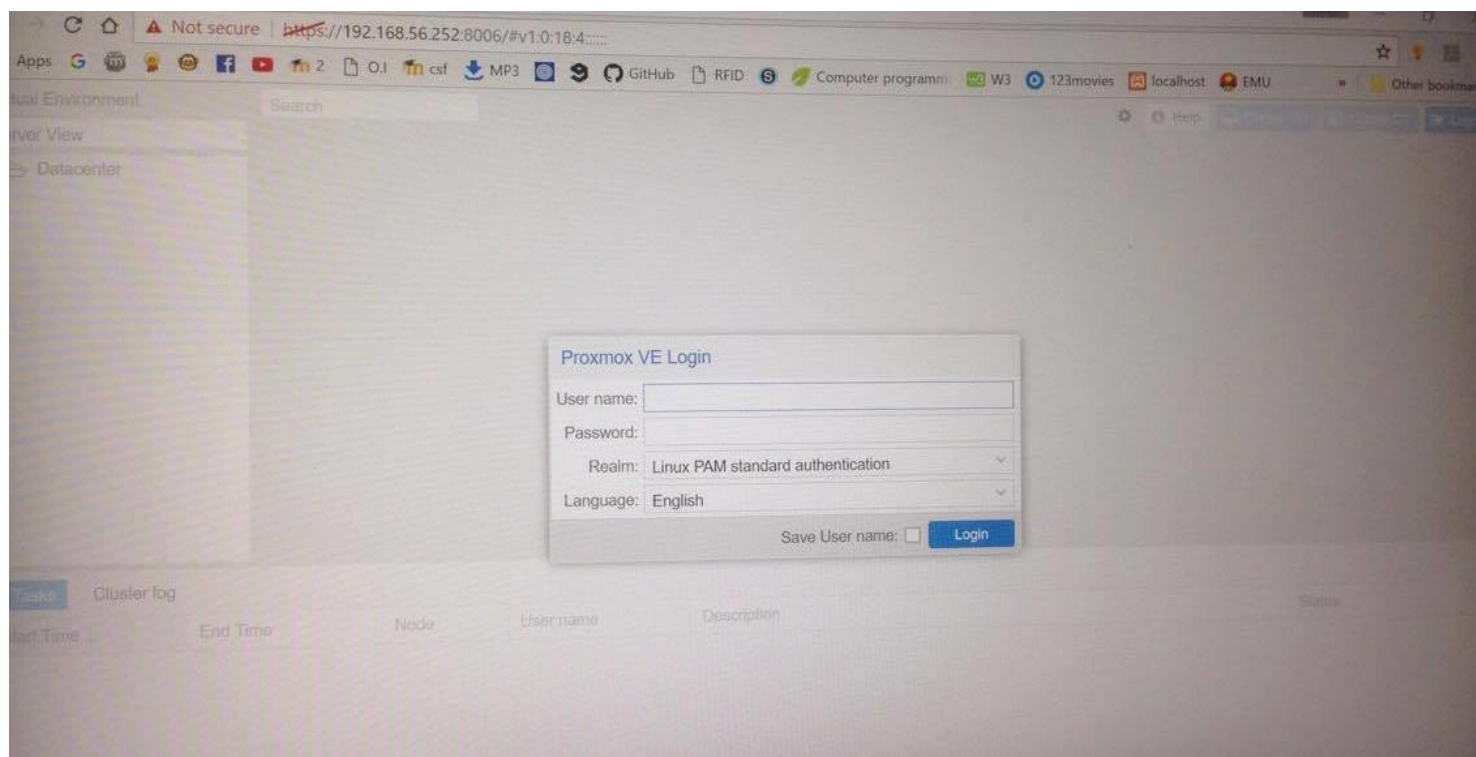 Not secure https://192.168.56.252:8006/#v1:0:18:4::::::
Apps G 2 O.I csf MP3 9 GitHub RFID S Computer programm W3 123movies localhost EMU » Other bookma
tual Environment Search
Help
rver View
Datacenter
Proxmox VE Login
User name:
Password:
Realm: Linux PAM standard authentication
Language: English
Save User name: Login
Tasks Cluster log
tart Time End Time Node User name Description Status